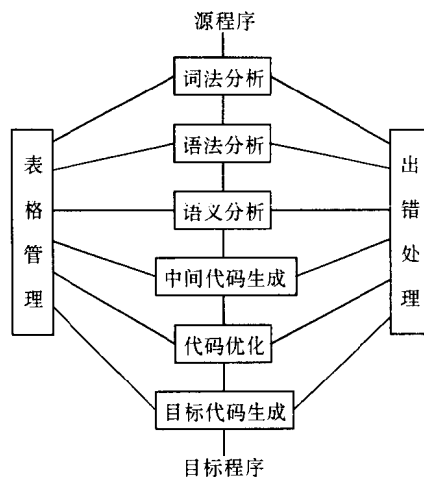 源程序
词法分析
语法分析
语义分析
中间代码生成
代码优化
目标代码生成
目标程序
表格管理
出错处理